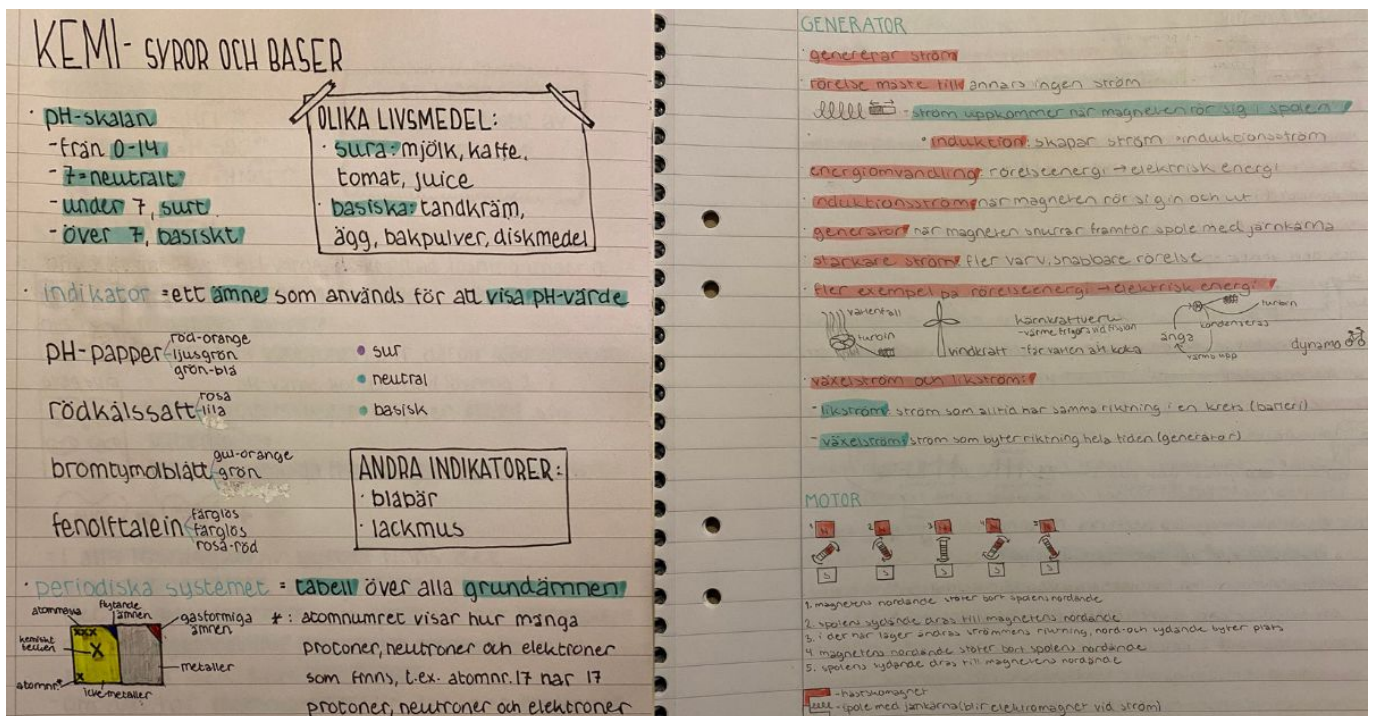 KEMI - SYROR OCH BASER
· pH-skalan
-från 0-14
- 7=neutralt
- under 7, surt
- över 7, basiskt
OLIKA LIVSMEDEL:
· sura: mjölk, kaffe,
tomat, juice
· basiska: tandkräm,
ägg, bakpulver, diskmedel
· indikator =ett ämne som används för att visa pH-värde
pH-papper
röd-orange
ljusgrön
grön-blå
• sur
• neutral
• basisk
rödkålssaft
rosa
lila
bromtymolblått
gul-orange
grön
fenolftalein
färglös
färglös
rosa-röd
ANDRA INDIKATORER:
· blåbär
· lackmus
· periodiska systemet = tabell över alla grundämnen
atommassa
flytande
ämnen
gasformiga
ämnen
kemiskt
tecken
xxx
X
x
metaller
atomnr.*
icke-metaller
* : atomnumret visar hur många
protoner, neutroner och elektroner
som finns, t.ex. atomnr. 17 har 17
protoner, neutroner och elektroner
GENERATOR
· genererar ström
· rörelse måste till annars ingen ström
- ström uppkommer när magneten rör sig i spolen
• induktion: skapar ström =induktionsström
· energiomvandling: rörelseenergi → elektrisk energi
· induktionsström: när magneten rör sig in och ut
· generator: när magneten snurrar framför spole med järnkärna
· starkare ström: fler varv, snabbare rörelse
· fler exempel på rörelseenergi → elektrisk energi
vattenfall
turbin
vindkraft
kärnkraftverk
-värme frigörs vid fission
-får vatten att koka
ånga
turbin
kondenseras
värms upp
dynamo
· växelström och likström:
- likström: ström som alltid har samma riktning i en krets (batteri)
- växelström: ström som byter riktning hela tiden (generator)
MOTOR
1 N
2 N
3 N
4 N
5 N
S
S
S
S
S
1. magnetens nordände stöter bort spolens nordände
2. spolens sydände dras till magnetens nordände
3. i det här läget ändras strömmens riktning, nord- och sydände byter plats
4. magnetens nordände stöter bort spolens nordände
5. spolens sydände dras till magnetens nordände
-hästskomagnet
-spole med järnkärna (blir elektromagnet vid ström)